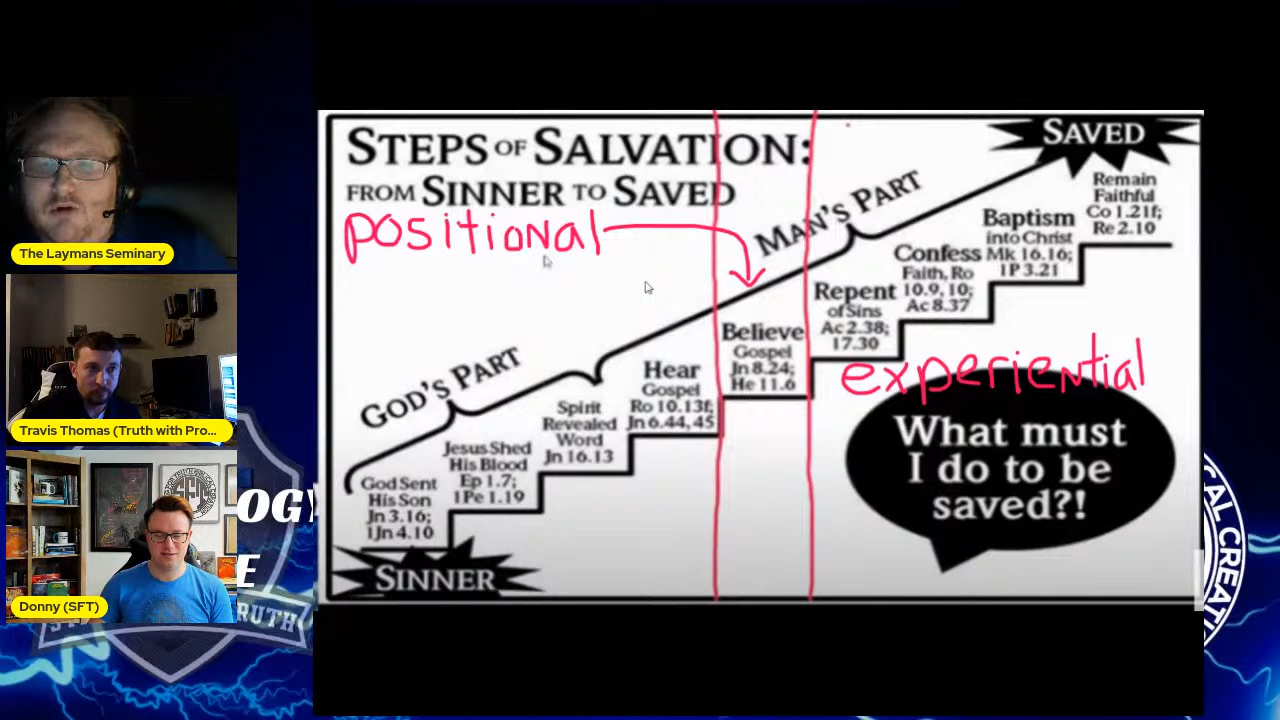 The Laymans Seminary
Travis Thomas (Truth with Pro...
Donny (SFT)
OGY
E
RUTH
CAL CREAT
STEPS OF SALVATION:
FROM SINNER TO SAVED
positional
GOD'S PART
MAN'S PART
SAVED
SINNER
God Sent
His Son
Jn 3.16;
1Jn 4.10
Jesus Shed
His Blood
Ep 1.7;
1Pe 1.19
Spirit
Revealed
Word
Jn 16.13
Hear
Gospel
Ro 10.13f;
Jn 6.44, 45
Believe
Gospel
Jn 8.24;
He 11.6
Repent
of Sins
Ac 2.38;
17.30
Confess
Faith, Ro
10.9, 10;
Ac 8.37
Baptism
into Christ
Mk 16.16;
1P 3.21
Remain
Faithful
Co 1.21f;
Re 2.10
experiential
What must
I do to be
saved?!